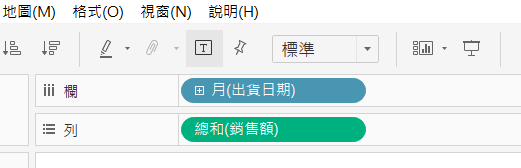 地圖(M) 格式(O) 視窗(N) 說明(H)
T 標準
欄 月(出貨日期)
列 總和(銷售額)